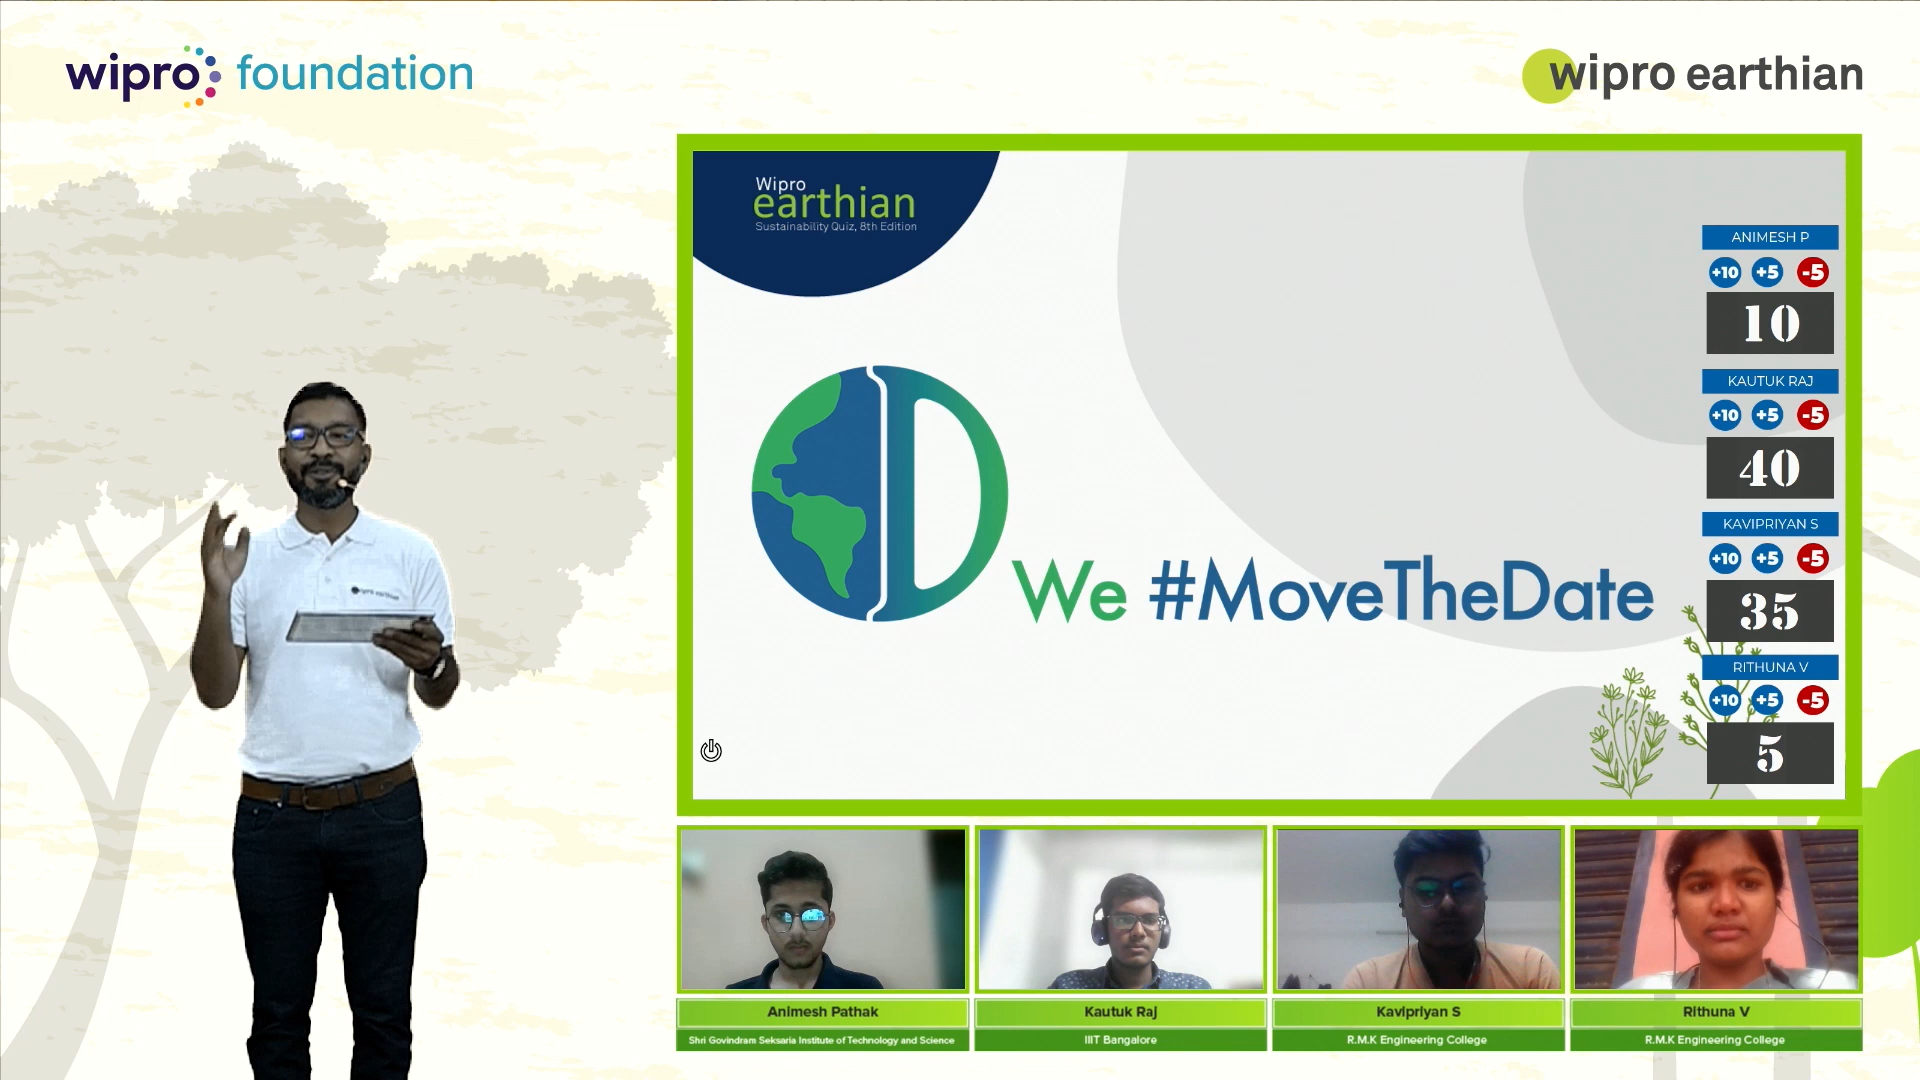 wipro foundation
wipro earthian
Wipro
earthian
Sustainability Quiz, 8th Edition
We #MoveTheDate
ANIMESH P
+10 +5 -5
10
KAUTUK RAJ
+10 +5 -5
40
KAVIPRIYAN S
+10 +5 -5
35
RITHUNA V
+10 +5 -5
5
wipro earthian
Animesh Pathak
Shri Govindram Seksaria Institute of Technology and Science
Kautuk Raj
IIIT Bangalore
Kavipriyan S
R.M.K Engineering College
Rithuna V
R.M.K Engineering College